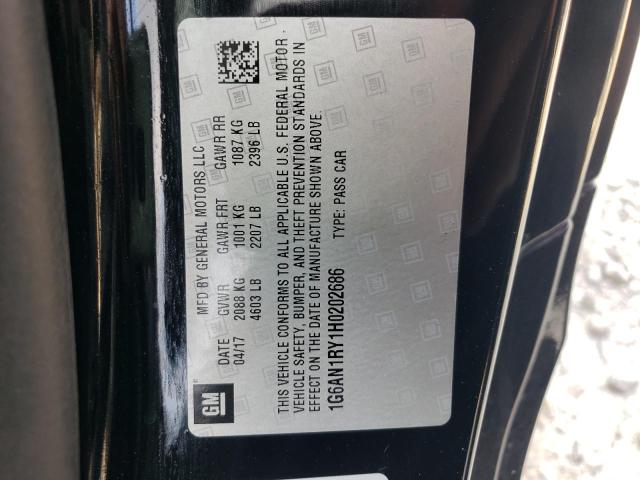 GM
MFD BY GENERAL MOTORS LLC
DATE GVWR GAWR FRT GAWR RR
04/17 2088 KG 1001 KG 1087 KG
4603 LB 2207 LB 2396 LB
THIS VEHICLE CONFORMS TO ALL APPLICABLE U.S. FEDERAL MOTOR
VEHICLE SAFETY, BUMPER, AND THEFT PREVENTION STANDARDS IN
EFFECT ON THE DATE OF MANUFACTURE SHOWN ABOVE.
1G6AN1RY1H0202686 TYPE: PASS CAR